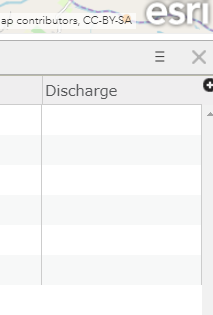 ap contributors, CC-BY-SA
esri
Discharge